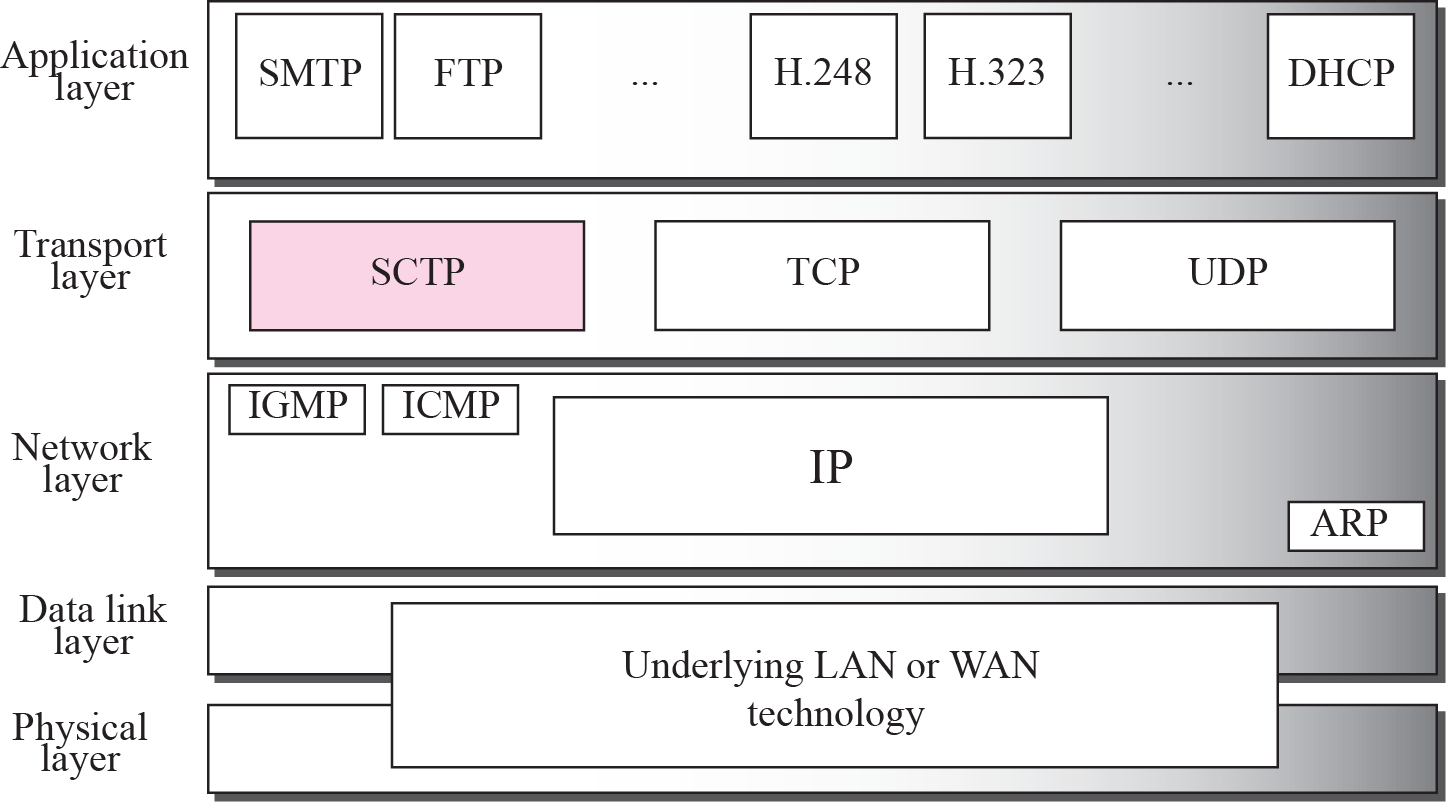 Application
layer
SMTP
FTP
...
H.248
H.323
...
DHCP
Transport
layer
SCTP
TCP
UDP
Network
layer
IGMP
ICMP
IP
ARP
Data link
layer
Underlying LAN or WAN
technology
Physical
layer